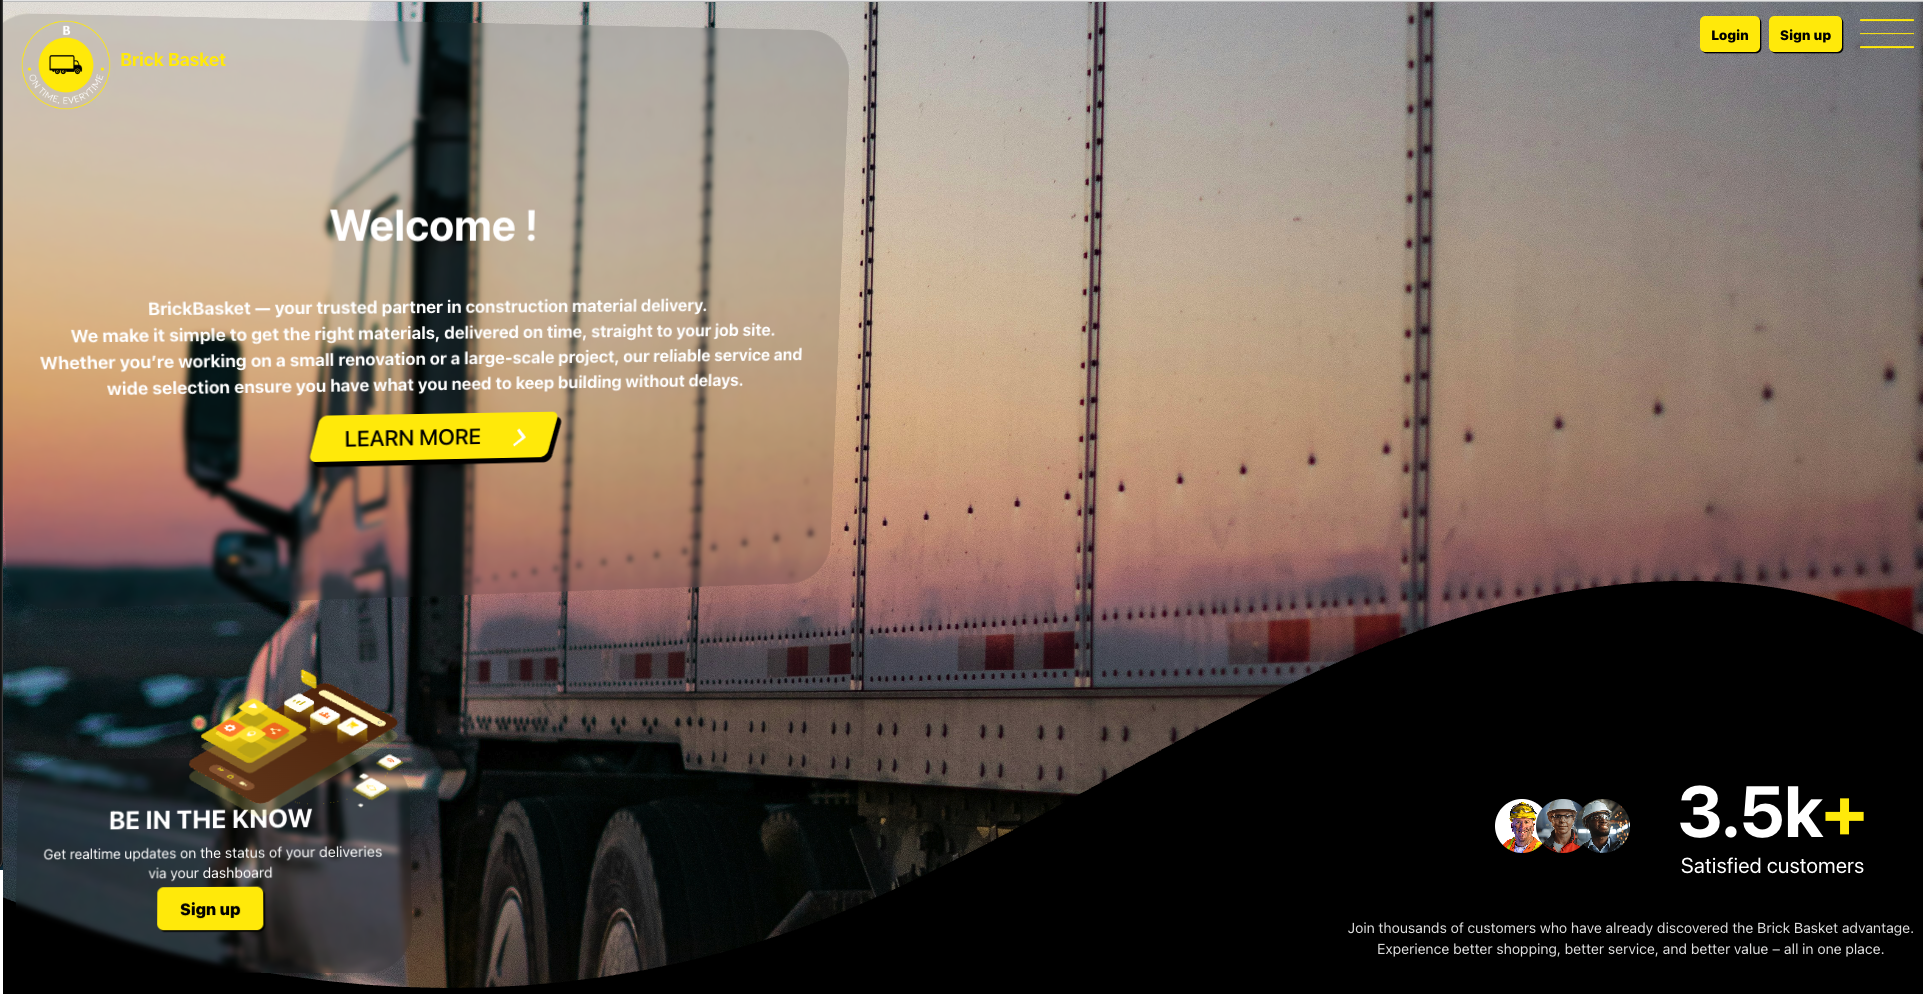 B
ON TIME, EVERYTIME
Brick Basket
Login
Sign up
Welcome !
BrickBasket — your trusted partner in construction material delivery.
We make it simple to get the right materials, delivered on time, straight to your job site.
Whether you're working on a small renovation or a large-scale project, our reliable service and
wide selection ensure you have what you need to keep building without delays.
LEARN MORE
BE IN THE KNOW
Get realtime updates on the status of your deliveries
via your dashboard
Sign up
3.5k+
Satisfied customers
Join thousands of customers who have already discovered the Brick Basket advantage.
Experience better shopping, better service, and better value – all in one place.